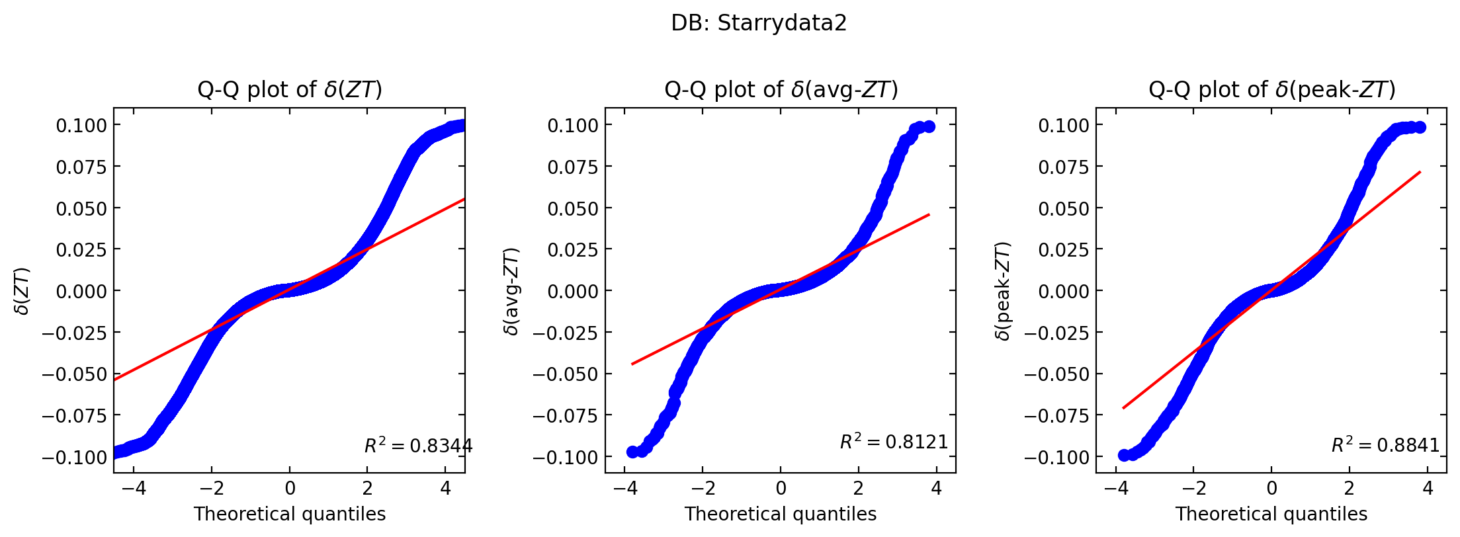 DB: Starrydata2
Q-Q plot of δ(ZT)
δ(ZT)
0.100
0.075
0.050
0.025
0.000
−0.025
−0.050
−0.075
−0.100
R² = 0.8344
−4 −2 0 2 4
Theoretical quantiles
Q-Q plot of δ(avg-ZT)
δ(avg-ZT)
0.100
0.075
0.050
0.025
0.000
−0.025
−0.050
−0.075
−0.100
R² = 0.8121
−4 −2 0 2 4
Theoretical quantiles
Q-Q plot of δ(peak-ZT)
δ(peak-ZT)
0.100
0.075
0.050
0.025
0.000
−0.025
−0.050
−0.075
−0.100
R² = 0.8841
−4 −2 0 2 4
Theoretical quantiles